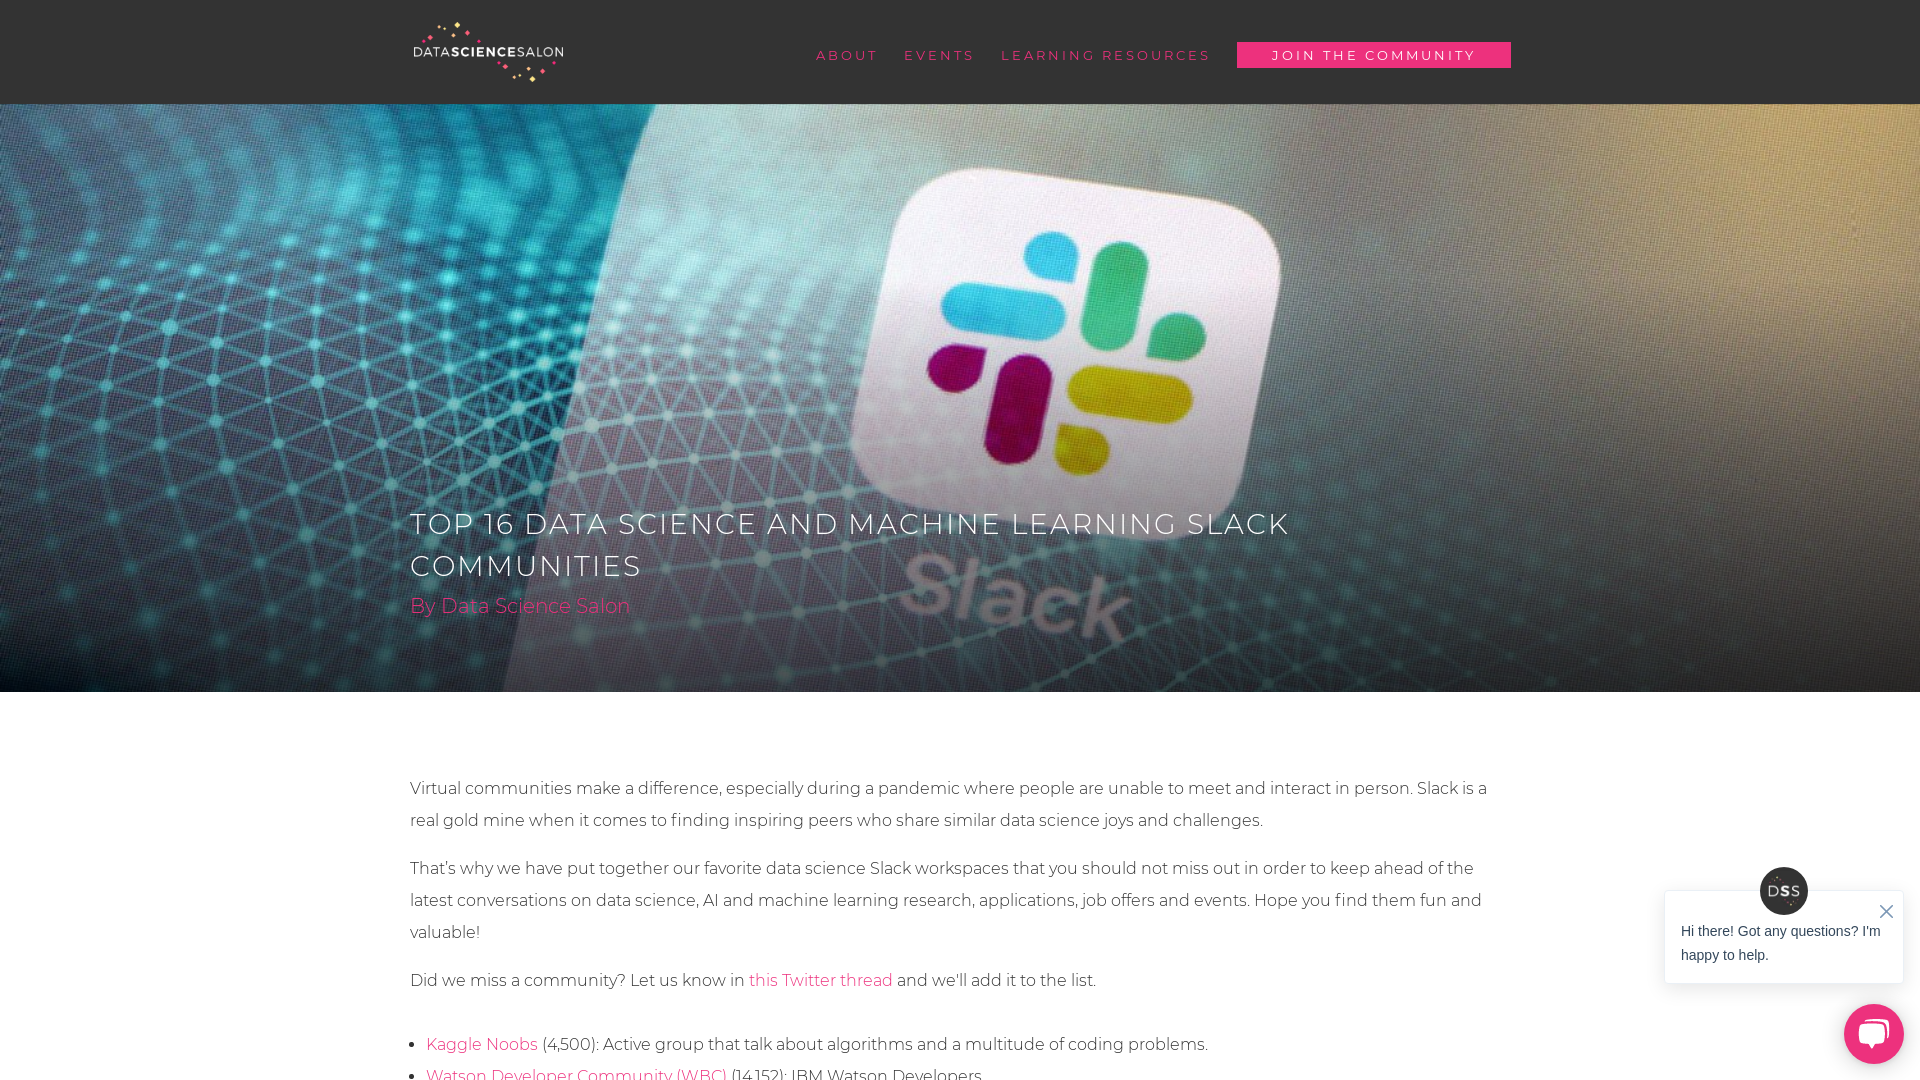 DATASCIENCESALON
ABOUT
EVENTS
LEARNING RESOURCES
JOIN THE COMMUNITY
TOP 16 DATA SCIENCE AND MACHINE LEARNING SLACK
COMMUNITIES
By Data Science Salon
Slack
Virtual communities make a difference, especially during a pandemic where people are unable to meet and interact in person. Slack is a
real gold mine when it comes to finding inspiring peers who share similar data science joys and challenges.
That’s why we have put together our favorite data science Slack workspaces that you should not miss out in order to keep ahead of the
latest conversations on data science, AI and machine learning research, applications, job offers and events. Hope you find them fun and
valuable!
Did we miss a community? Let us know in this Twitter thread and we'll add it to the list.
• Kaggle Noobs (4,500): Active group that talk about algorithms and a multitude of coding problems.
• Watson Developer Community (WBC) (14,152): IBM Watson Developers
DSS
Hi there! Got any questions? I'm
happy to help.